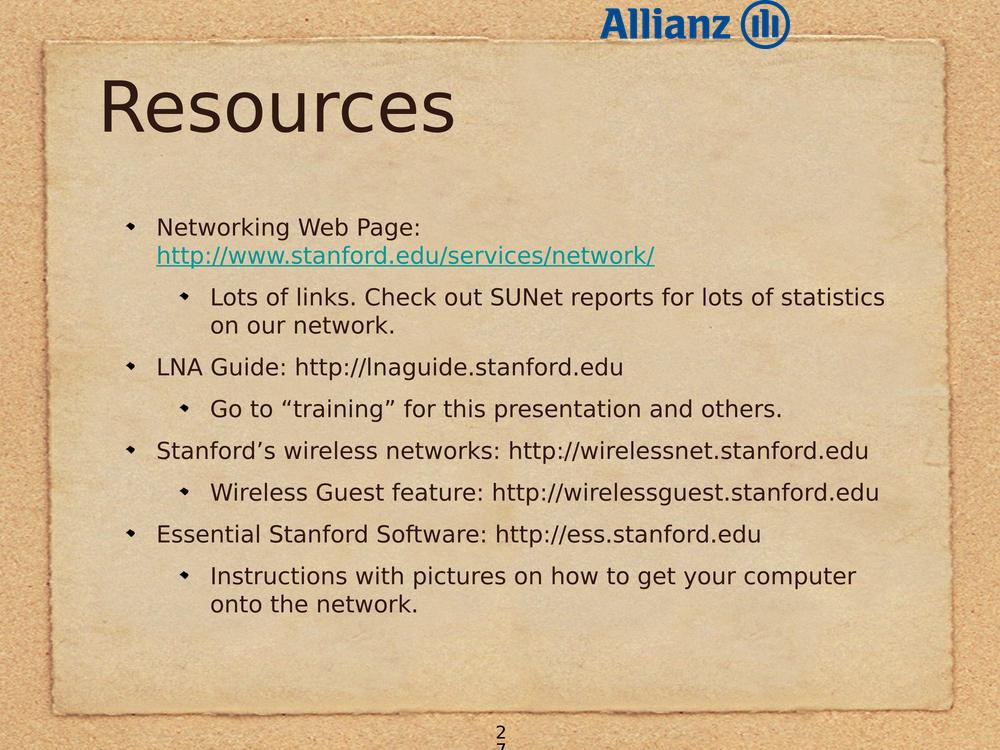 Allianz
Resources
Networking Web Page:
http://www.stanford.edu/services/network/
Lots of links. Check out SUNet reports for lots of statistics
on our network.
LNA Guide: http://lnaguide.stanford.edu
Go to “training” for this presentation and others.
Stanford’s wireless networks: http://wirelessnet.stanford.edu
Wireless Guest feature: http://wirelessguest.stanford.edu
Essential Stanford Software: http://ess.stanford.edu
Instructions with pictures on how to get your computer
onto the network.
2
7